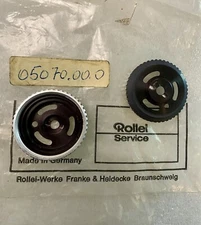 05070.00.0
Rollei
Service
Made in Germany
Rollei-Werke Franke & Heidecke Braunschweig